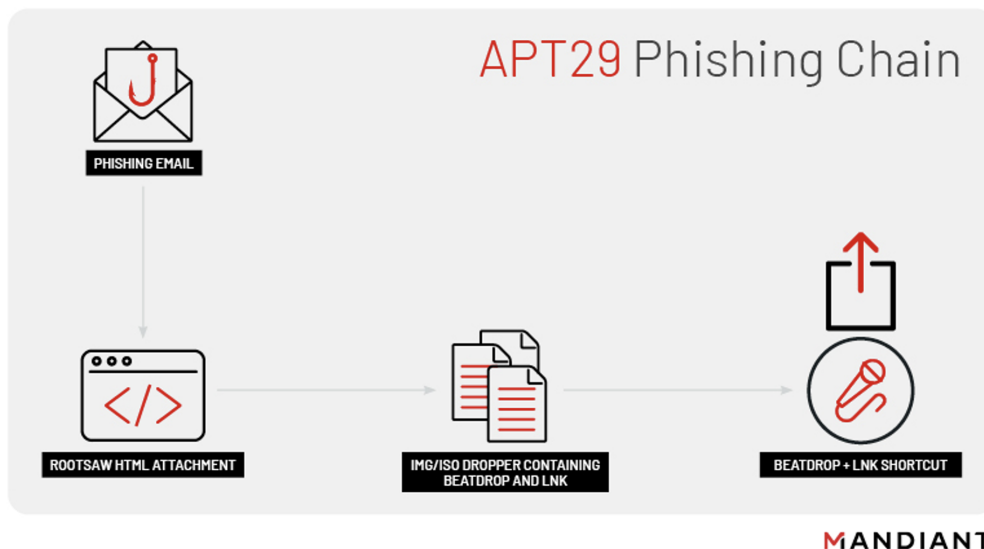 APT29 Phishing Chain
PHISHING EMAIL
</>
ROOTSAW HTML ATTACHMENT
IMG/ISO DROPPER CONTAINING
BEATDROP AND LNK
BEATDROP + LNK SHORTCUT
MANDIANT